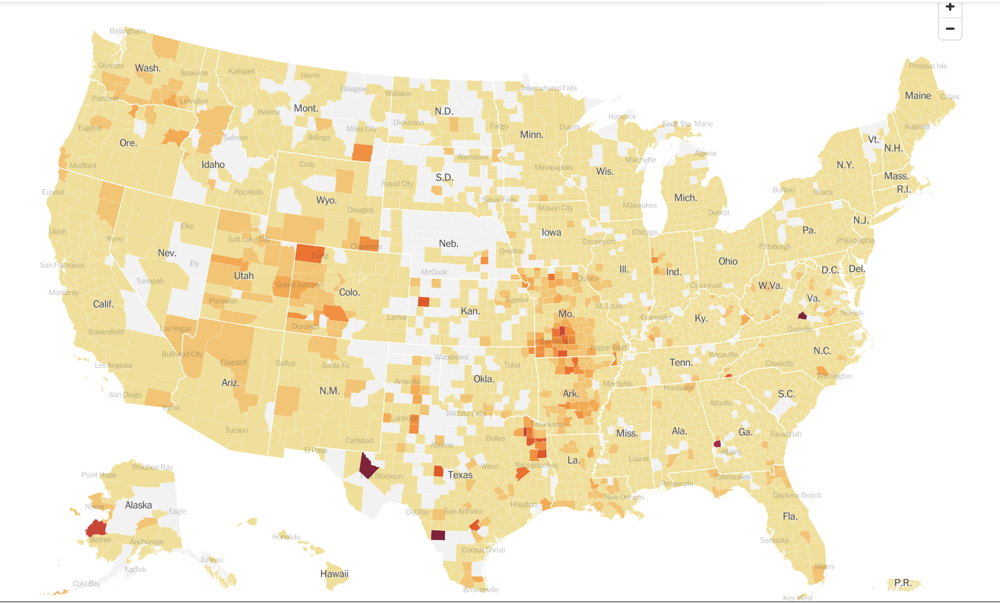 +
−
Bellingham
Olympia
Wash.
Spokane
Kalispell
Havre
Glasgow
Williston
International Falls
Presque Isle
Maine
Calais
Portland
Lewiston
Helena
Mont.
N.D.
Dickinson
Fargo
Minn.
Duluth
Hancock
Sault Ste. Marie
Augusta
Eugene
Ore.
Salmon
Billings
Miles City
Vt.
N.H.
Medford
Idaho
Cody
Aberdeen
Minneapolis
Wis.
Marinette
Alpena
N.Y.
Mass.
Eureka
Pocatello
Wyo.
Rapid City
S.D.
Sioux Falls
Mich.
Buffalo
Ithaca
R.I.
Douglas
Mason City
Milwaukee
Detroit
Ukiah
Reno
Elko
Salt Lake City
Cheyenne
Neb.
Iowa
Davenport
Chicago
Pa.
N.J.
Pittsburgh
Philadelphia
San Francisco
Nev.
Ely
Craig
Omaha
Ohio
Utah
Tonopah
Grand Junction
McCook
Quincy
Ill.
Ind.
D.C.
Del.
Monterey
Calif.
Parowan
Colo.
Topeka
Kan.
St. Louis
Cincinnati
W.Va.
Va.
Mo.
Evansville
Ky.
Norfolk
Bakersfield
Las Vegas
Durango
Lamar
Springfield
Poplar Bluff
Danville
Los Angeles
Bullhead City
Flagstaff
Gallup
Santa Fe
Woodward
Tulsa
Tenn.
Knoxville
Charlotte
N.C.
Wilmington
San Diego
Ariz.
N.M.
Amarillo
Okla.
Ark.
Memphis
Huntsville
Atlanta
S.C.
Yuma
Tucson
Carlsbad
Lubbock
Wichita Falls
Texarkana
Miss.
Ala.
Ga.
Savannah
El Paso
Abilene
Dallas
Laurel
Albany
Point Hope
Prudhoe Bay
Stockton
Texas
Waco
Nacogdoches
La.
Pensacola
Tallahassee
Nome
Alaska
Eagle
Del Rio
San Antonio
Houston
New Orleans
Daytona Beach
Fla.
Bethel
Anchorage
Honolulu
Corpus Christi
Sarasota
Kodiak
Juneau
Hawaii
Miami
Cold Bay
Brownsville
Key West
P.R.